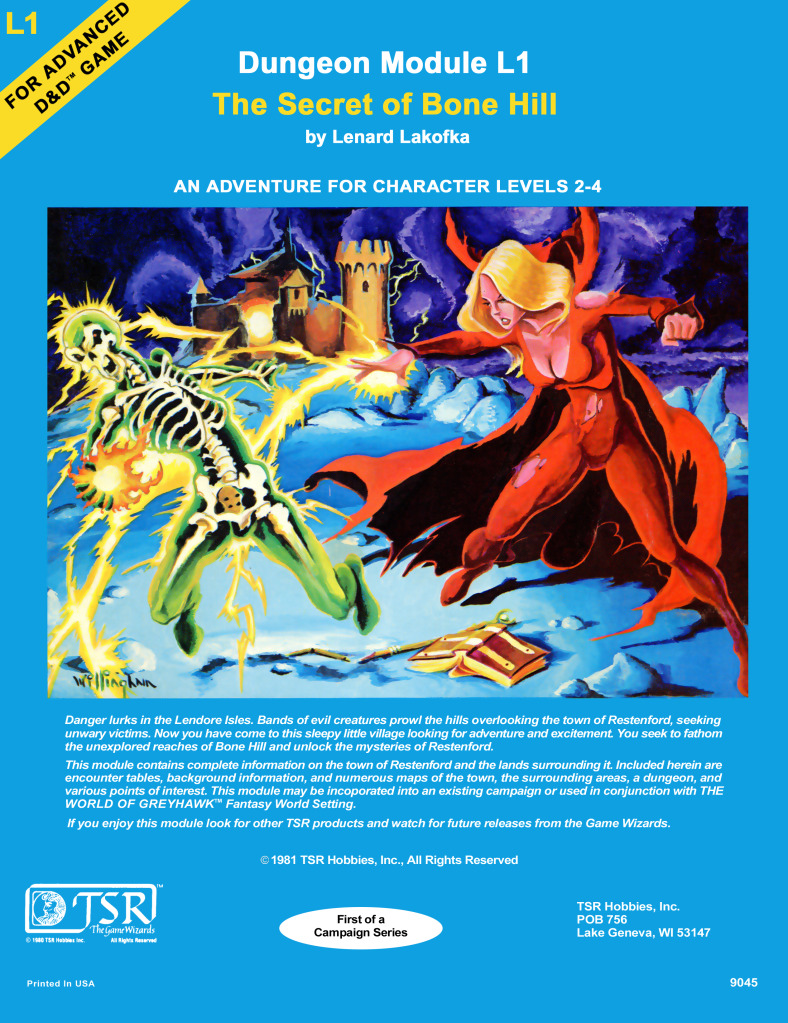 L1
FOR ADVANCED
D&D™ GAME
Dungeon Module L1
The Secret of Bone Hill
by Lenard Lakofka
AN ADVENTURE FOR CHARACTER LEVELS 2-4
Willingham
Danger lurks in the Lendore Isles. Bands of evil creatures prowl the hills overlooking the town of Restenford, seeking
unwary victims. Now you have come to this sleepy little village looking for adventure and excitement. You seek to fathom
the unexplored reaches of Bone Hill and unlock the mysteries of Restenford.
This module contains complete information on the town of Restenford and the lands surrounding it. Included herein are
encounter tables, background information, and numerous maps of the town, the surrounding areas, a dungeon, and
various points of interest. This module may be incoporated into an existing campaign or used in conjunction with THE
WORLD OF GREYHAWK™ Fantasy World Setting.
If you enjoy this module look for other TSR products and watch for future releases from the Game Wizards.
©1981 TSR Hobbies, Inc., All Rights Reserved
TSR™
The Game Wizards
© 1980 TSR Hobbies Inc. All Rights Reserved
First of a
Campaign Series
TSR Hobbies, Inc.
POB 756
Lake Geneva, WI 53147
Printed In USA
9045